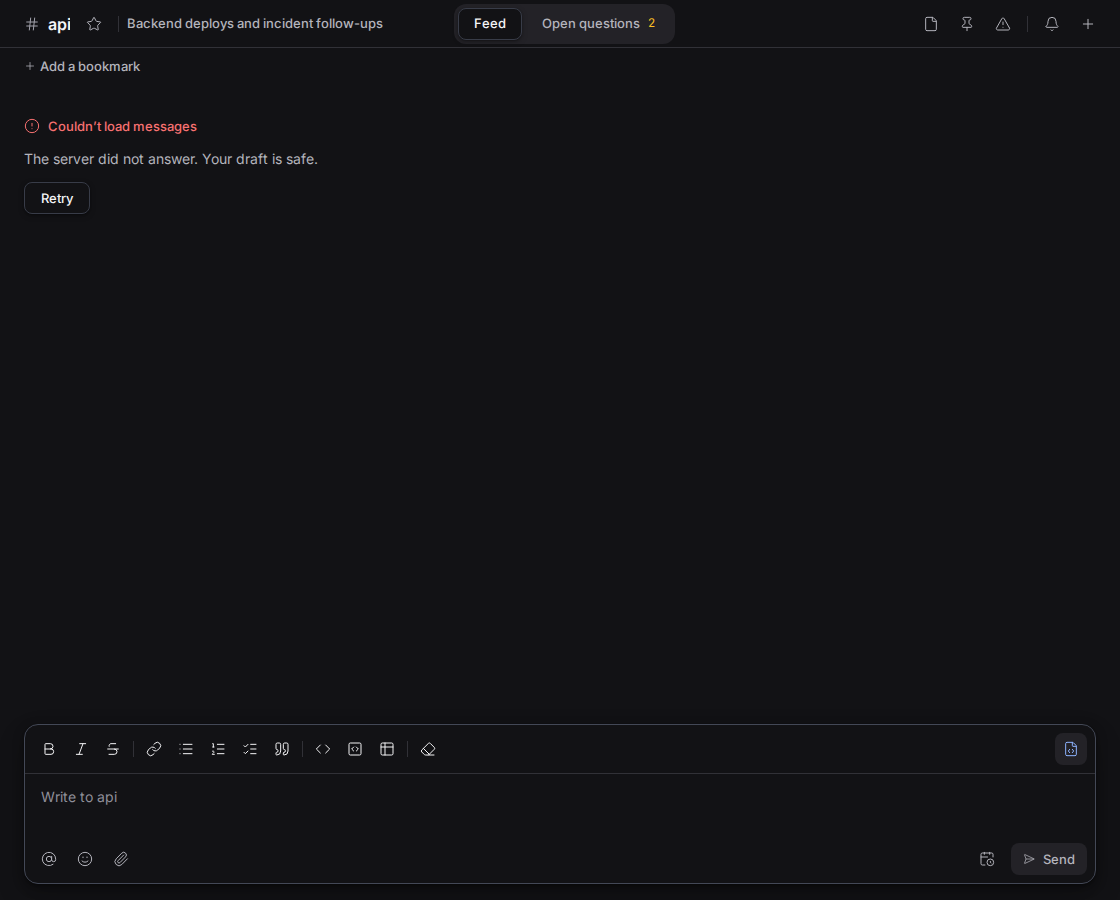 api
Backend deploys and incident follow-ups
Feed
Open questions 2
Add a bookmark
Couldn’t load messages
The server did not answer. Your draft is safe.
Retry
Write to api
Send